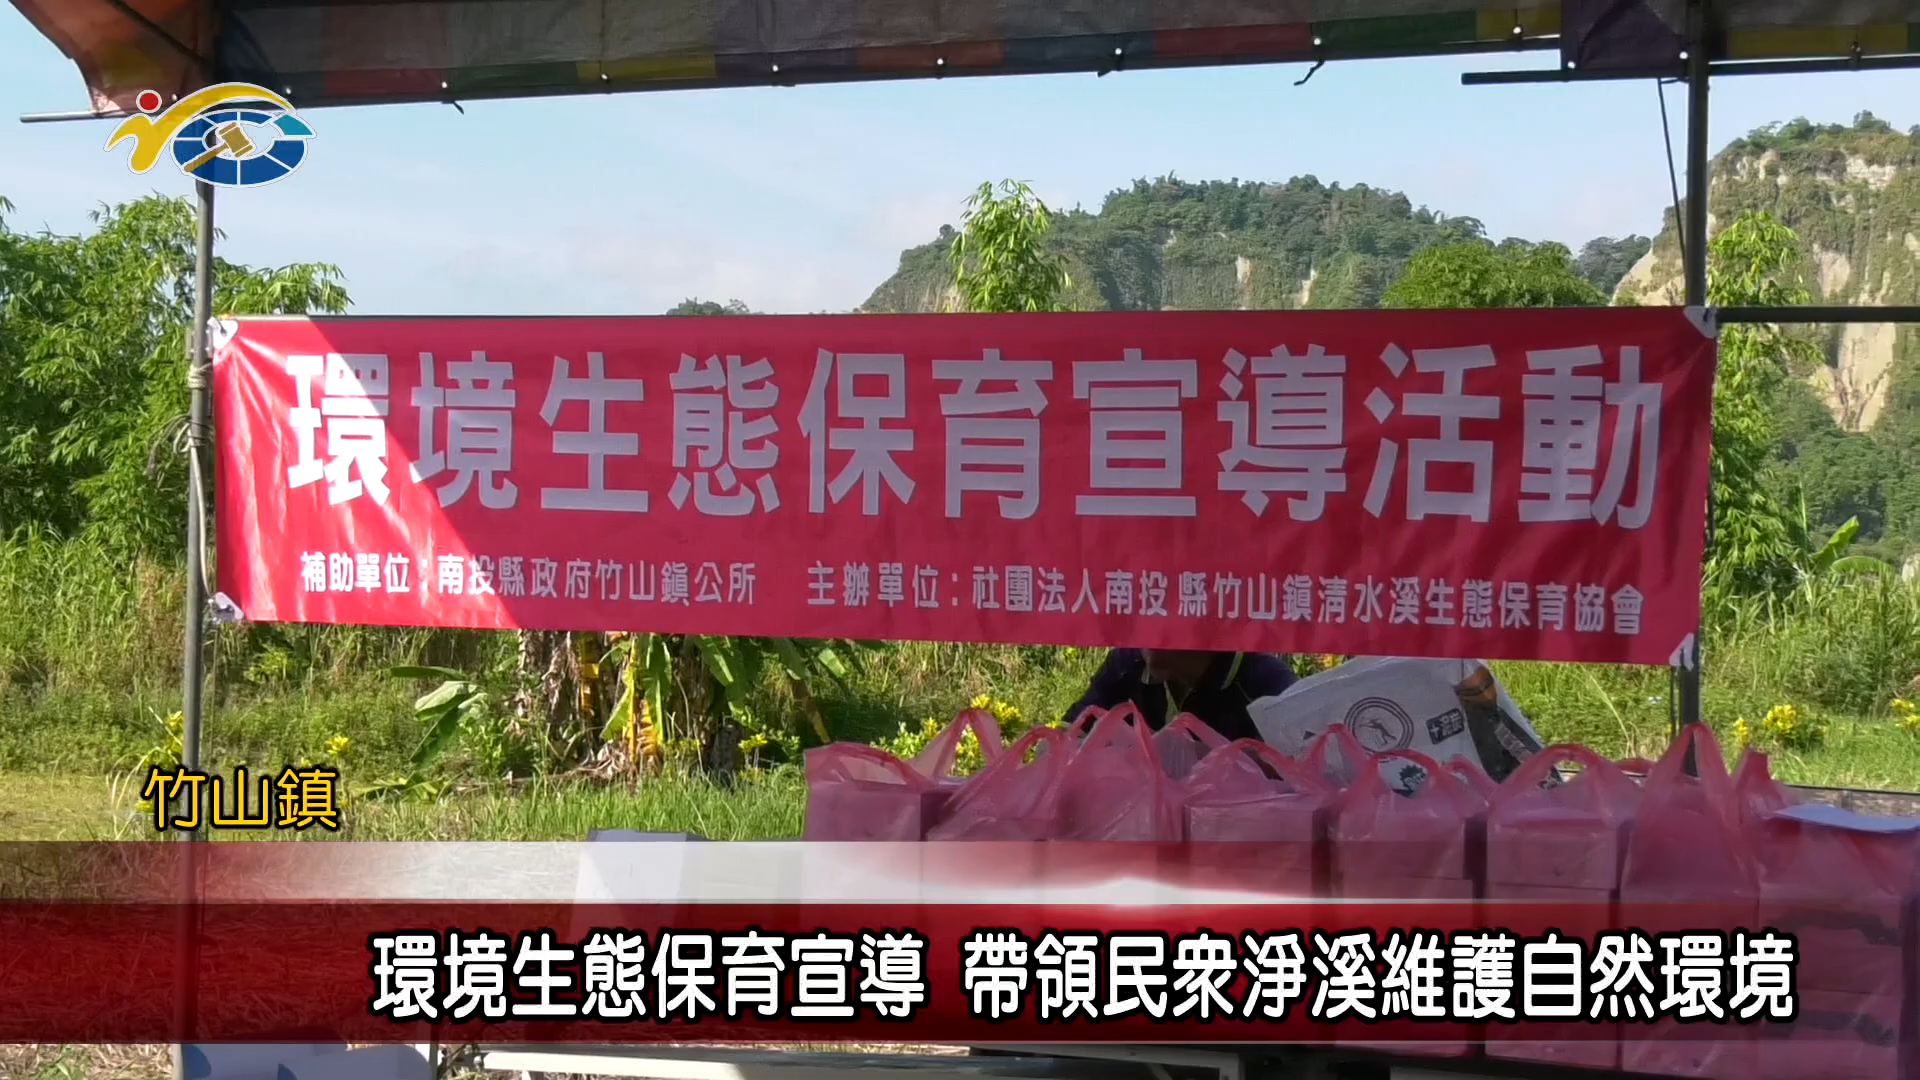 環境生態保育宣導活動
補助單位：南投縣政府竹山鎮公所 主辦單位：社團法人南投縣竹山鎮清水溪生態保育協會
竹山鎮
環境生態保育宣導 帶領民眾淨溪維護自然環境